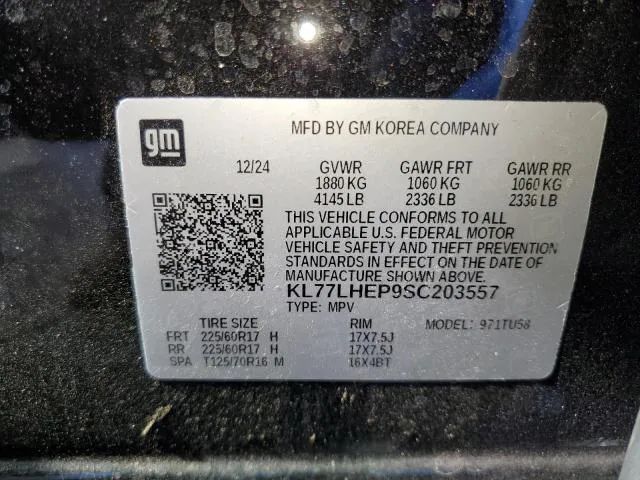 gm
MFD BY GM KOREA COMPANY
12/24 GVWR GAWR FRT GAWR RR
1880 KG 1060 KG 1060 KG
4145 LB 2336 LB 2336 LB
THIS VEHICLE CONFORMS TO ALL
APPLICABLE U.S. FEDERAL MOTOR
VEHICLE SAFETY AND THEFT PREVENTION
STANDARDS IN EFFECT ON THE DATE OF
MANUFACTURE SHOWN ABOVE.
KL77LHEP9SC203557
TYPE: MPV
TIRE SIZE RIM MODEL: 971TU58
FRT 225/60R17 H 17X7.5J
RR 225/60R17 H 17X7.5J
SPA T125/70R16 M 16X4BT